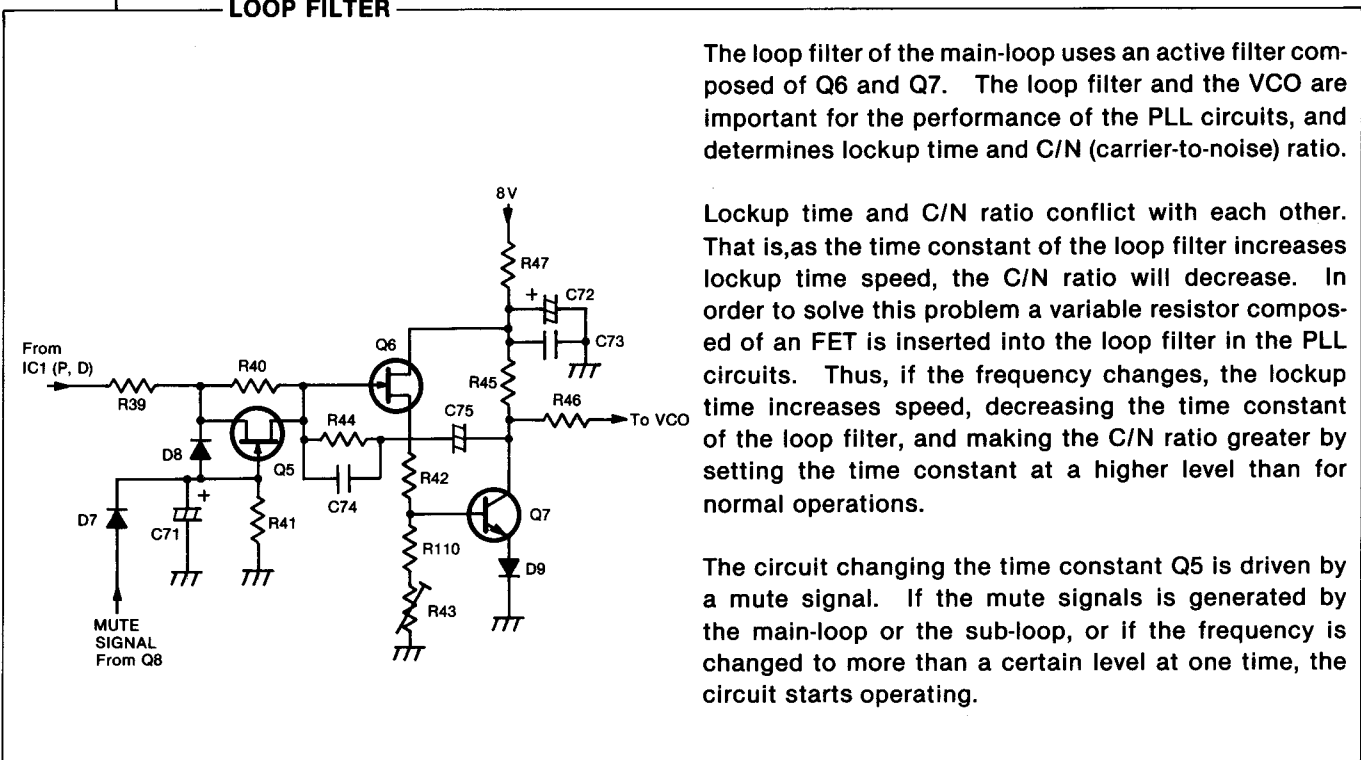 LOOP FILTER
The loop filter of the main-loop uses an active filter com-
posed of Q6 and Q7. The loop filter and the VCO are
important for the performance of the PLL circuits, and
determines lockup time and C/N (carrier-to-noise) ratio.
Lockup time and C/N ratio conflict with each other.
That is,as the time constant of the loop filter increases
lockup time speed, the C/N ratio will decrease. In
order to solve this problem a variable resistor compos-
ed of an FET is inserted into the loop filter in the PLL
circuits. Thus, if the frequency changes, the lockup
time increases speed, decreasing the time constant
of the loop filter, and making the C/N ratio greater by
setting the time constant at a higher level than for
normal operations.
The circuit changing the time constant Q5 is driven by
a mute signal. If the mute signals is generated by
the main-loop or the sub-loop, or if the frequency is
changed to more than a certain level at one time, the
circuit starts operating.
8V
R47
+
C72
C73
Q6
R45
From
IC1 (P, D)
R40
R39
R44
C75
R46
To VCO
D8
Q5
R42
C74
Q7
D7
+
C71
R41
R110
D9
R43
MUTE
SIGNAL
From Q8